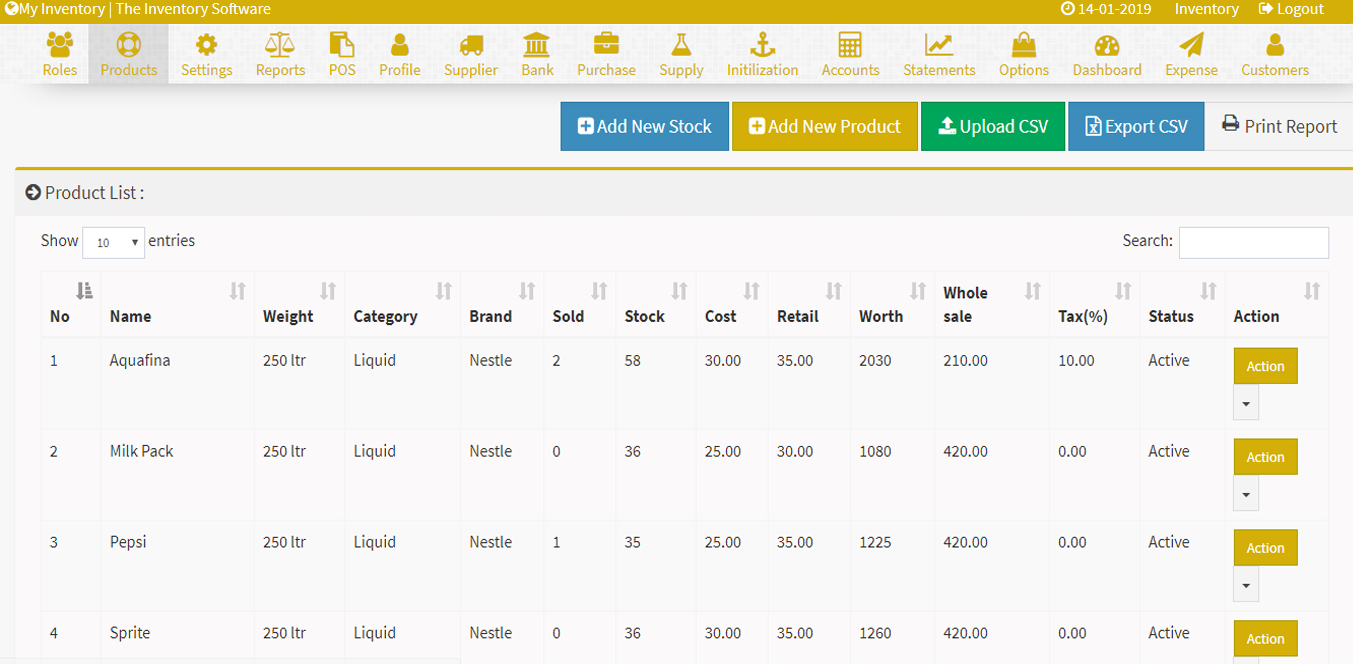 My Inventory | The Inventory Software 14-01-2019 Inventory Logout
Roles Products Settings Reports POS Profile Supplier Bank Purchase Supply Initilization Accounts Statements Options Dashboard Expense Customers
Add New Stock Add New Product Upload CSV Export CSV Print Report
Product List :
Show 10 entries Search:
No Name Weight Category Brand Sold Stock Cost Retail Worth Whole sale Tax(%) Status Action
1 Aquafina 250 ltr Liquid Nestle 2 58 30.00 35.00 2030 210.00 10.00 Active Action
2 Milk Pack 250 ltr Liquid Nestle 0 36 25.00 30.00 1080 420.00 0.00 Active Action
3 Pepsi 250 ltr Liquid Nestle 1 35 25.00 35.00 1225 420.00 0.00 Active Action
4 Sprite 250 ltr Liquid Nestle 0 36 30.00 35.00 1260 420.00 0.00 Active Action